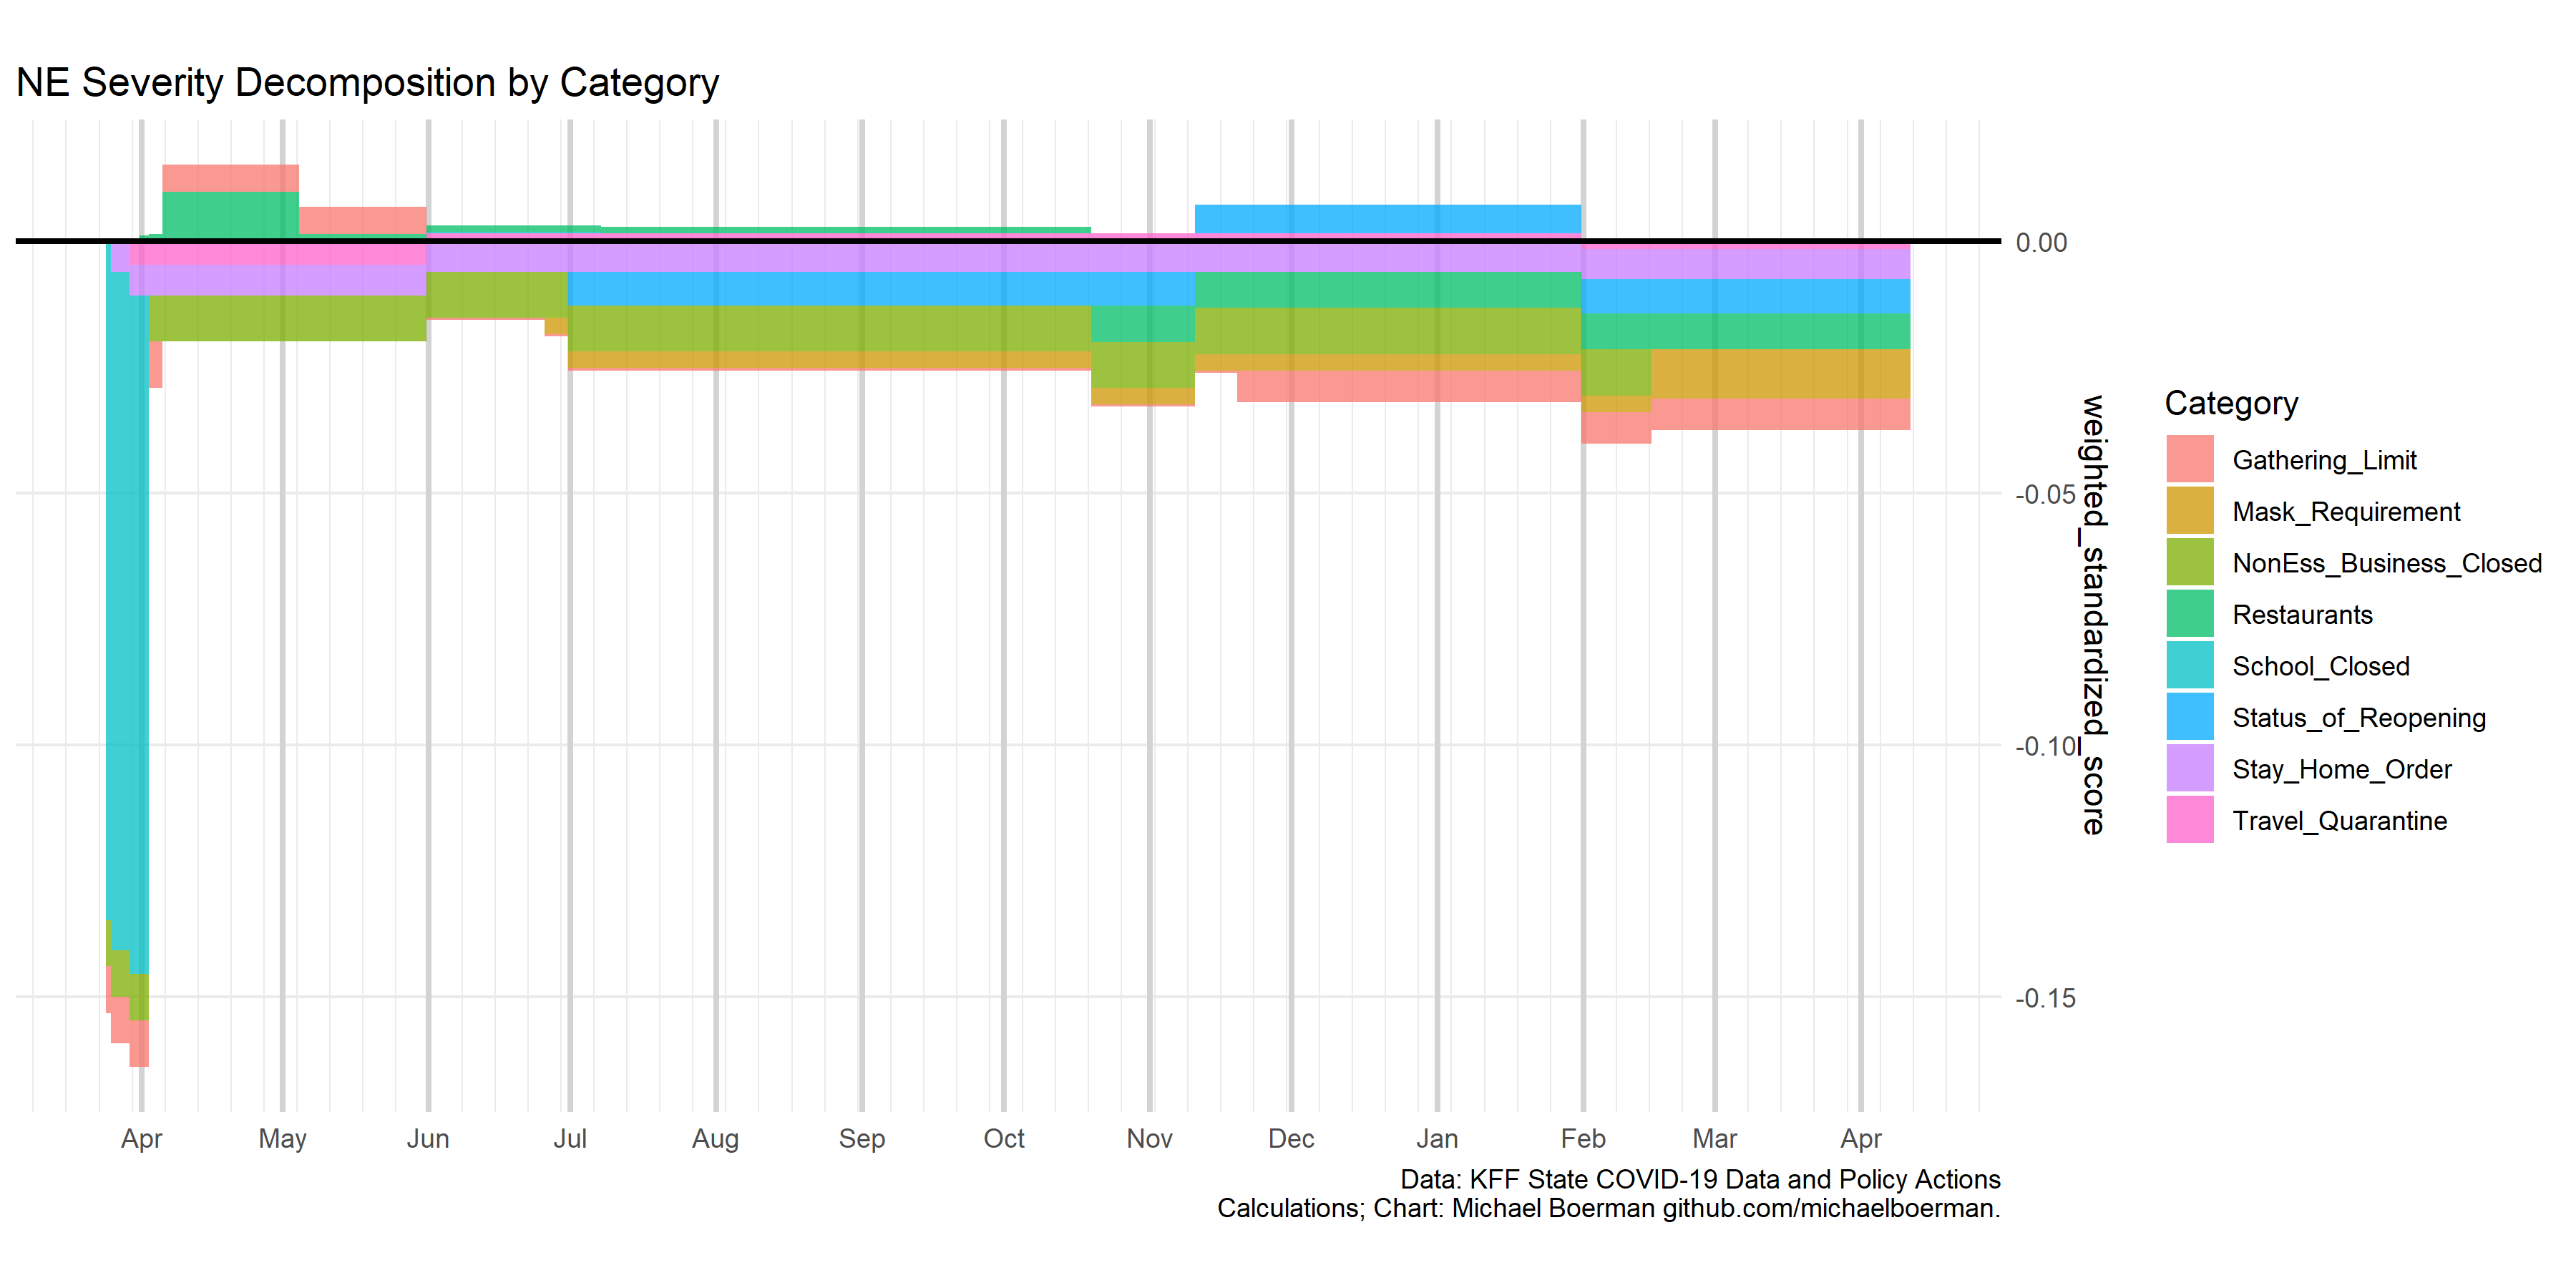 NE Severity Decomposition by Category
0.00
-0.05
-0.10
-0.15
weighted_standardized_score
Category
Gathering_Limit
Mask_Requirement
NonEss_Business_Closed
Restaurants
School_Closed
Status_of_Reopening
Stay_Home_Order
Travel_Quarantine
Apr May Jun Jul Aug Sep Oct Nov Dec Jan Feb Mar Apr
Data: KFF State COVID-19 Data and Policy Actions
Calculations; Chart: Michael Boerman github.com/michaelboerman.